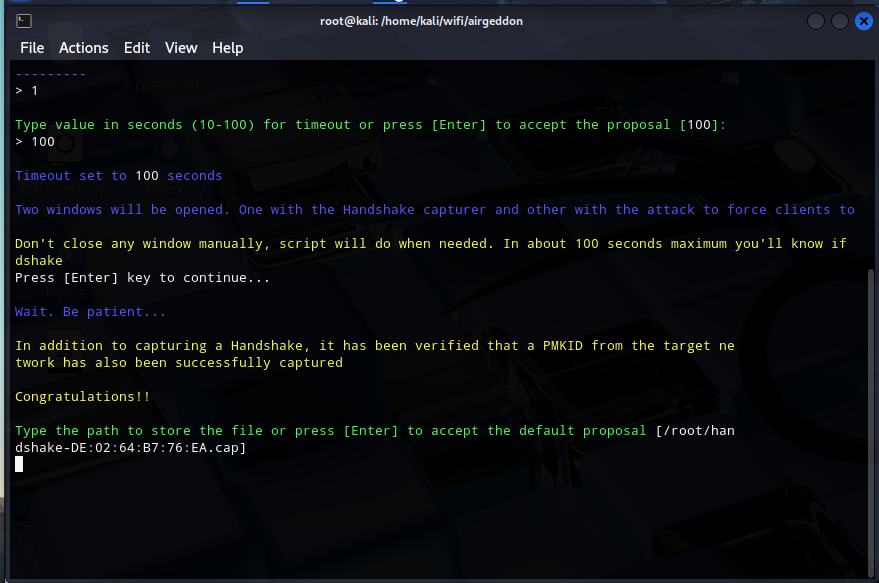 root@kali: /home/kali/wifi/airgeddon
File Actions Edit View Help
---------
> 1
Type value in seconds (10-100) for timeout or press [Enter] to accept the proposal [100]:
> 100
Timeout set to 100 seconds
Two windows will be opened. One with the Handshake capturer and other with the attack to force clients to
Don't close any window manually, script will do when needed. In about 100 seconds maximum you'll know if
dshake
Press [Enter] key to continue...
Wait. Be patient...
In addition to capturing a Handshake, it has been verified that a PMKID from the target ne
twork has also been successfully captured
Congratulations!!
Type the path to store the file or press [Enter] to accept the default proposal [/root/han
dshake-DE:02:64:B7:76:EA.cap]